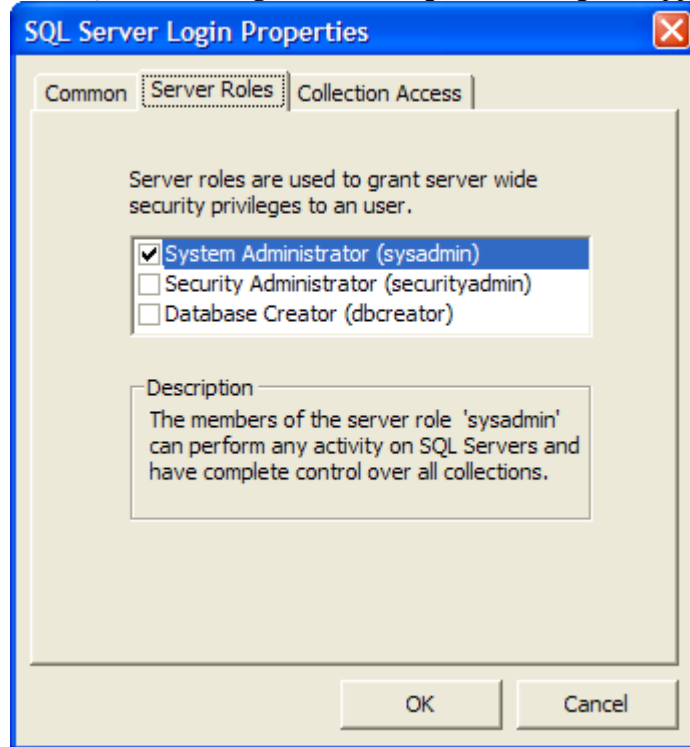 SQL Server Login Properties
Common Server Roles Collection Access
Server roles are used to grant server wide
security privileges to an user.
System Administrator (sysadmin)
Security Administrator (securityadmin)
Database Creator (dbcreator)
Description
The members of the server role 'sysadmin'
can perform any activity on SQL Servers and
have complete control over all collections.
OK Cancel